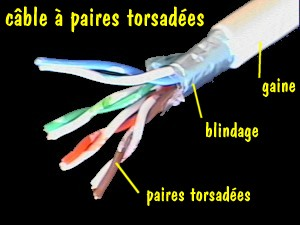 câble à paires torsadées
gaine
blindage
paires torsadées